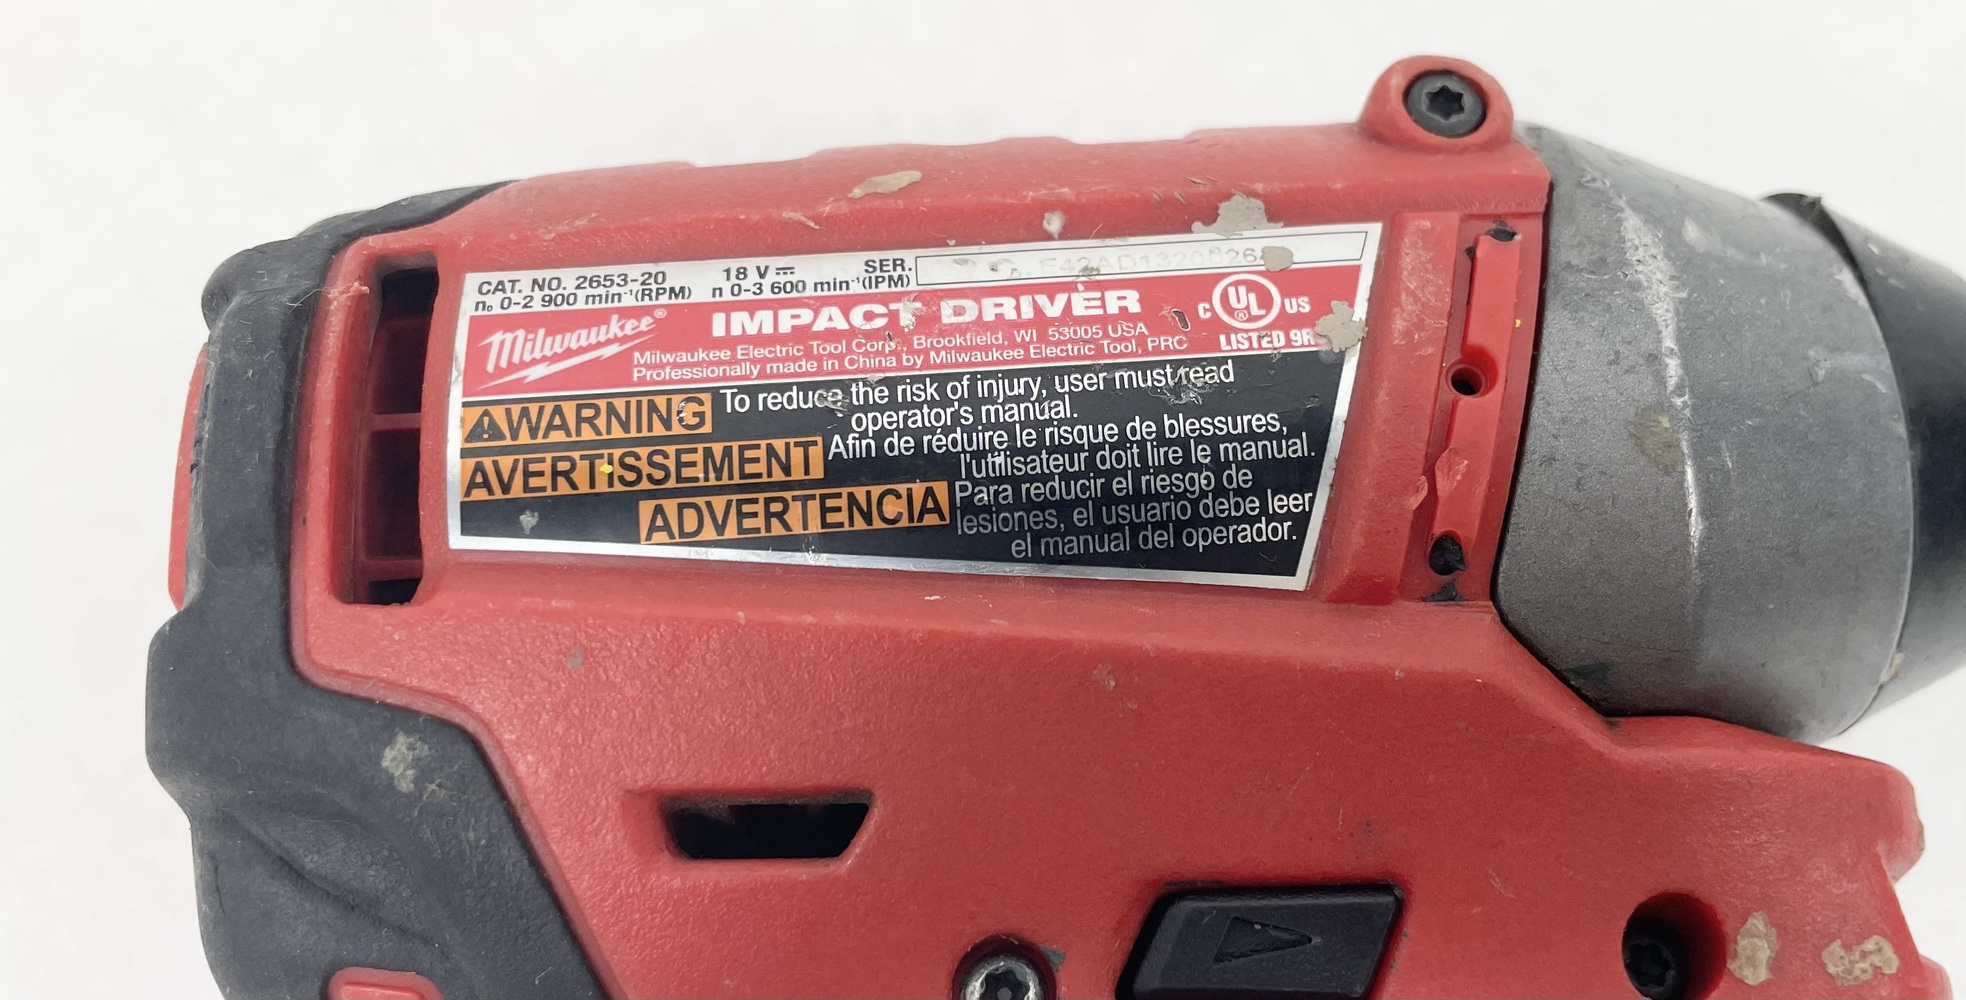 CAT. NO. 2653-20 18 V⎓ SER.
n₀ 0-2 900 min⁻¹(RPM) n 0-3 600 min⁻¹(IPM)
Milwaukee®
IMPACT DRIVER
Milwaukee Electric Tool Corp., Brookfield, WI 53005 USA
Professionally made in China by Milwaukee Electric Tool, PRC
C UL® US
LISTED
⚠WARNING To reduce the risk of injury, user must read
operator's manual.
AVERTISSEMENT Afin de réduire le risque de blessures,
l'utilisateur doit lire le manual.
ADVERTENCIA Para reducir el riesgo de
lesiones, el usuario debe leer
el manual del operador.